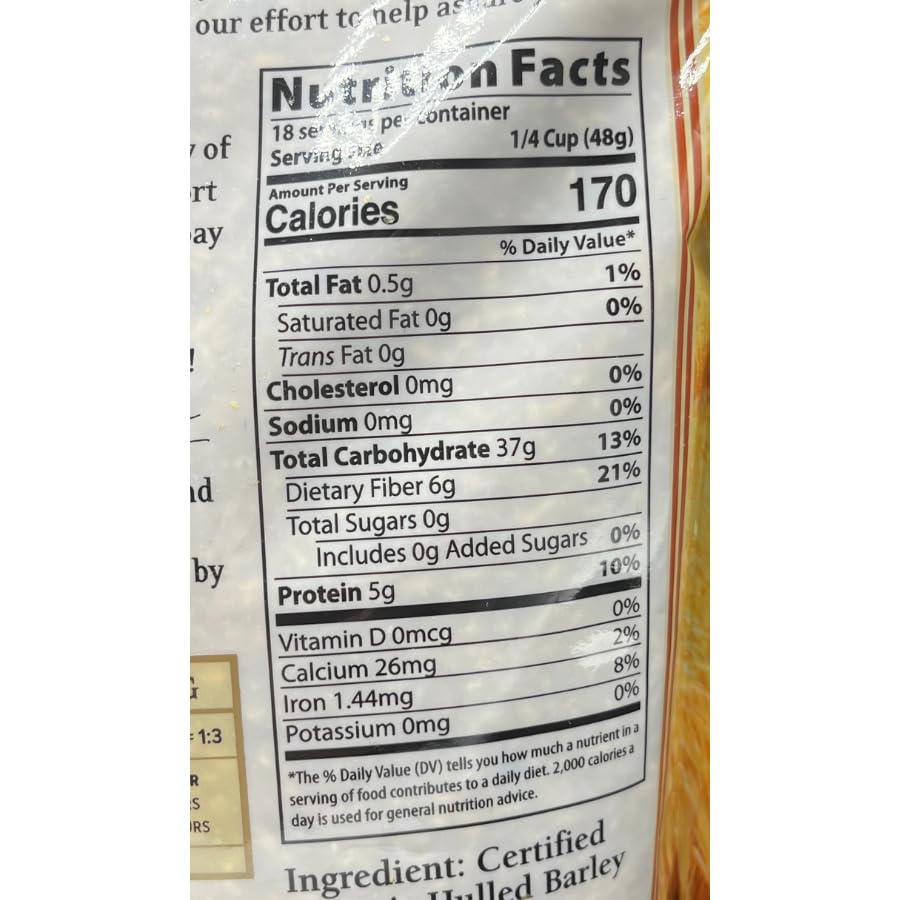 our effort to help
Nutrition Facts
18 servings per container
Serving size 1/4 Cup (48g)
Amount Per Serving
Calories 170
% Daily Value*
Total Fat 0.5g 1%
Saturated Fat 0g 0%
Trans Fat 0g
Cholesterol 0mg 0%
Sodium 0mg 0%
Total Carbohydrate 37g 13%
Dietary Fiber 6g 21%
Total Sugars 0g
Includes 0g Added Sugars 0%
Protein 5g 10%
Vitamin D 0mcg 0%
Calcium 26mg 2%
Iron 1.44mg 8%
Potassium 0mg 0%
*The % Daily Value (DV) tells you how much a nutrient in a
serving of food contributes to a daily diet. 2,000 calories a
day is used for general nutrition advice.
Ingredient: Certified
Hulled Barley
of
by
1:3